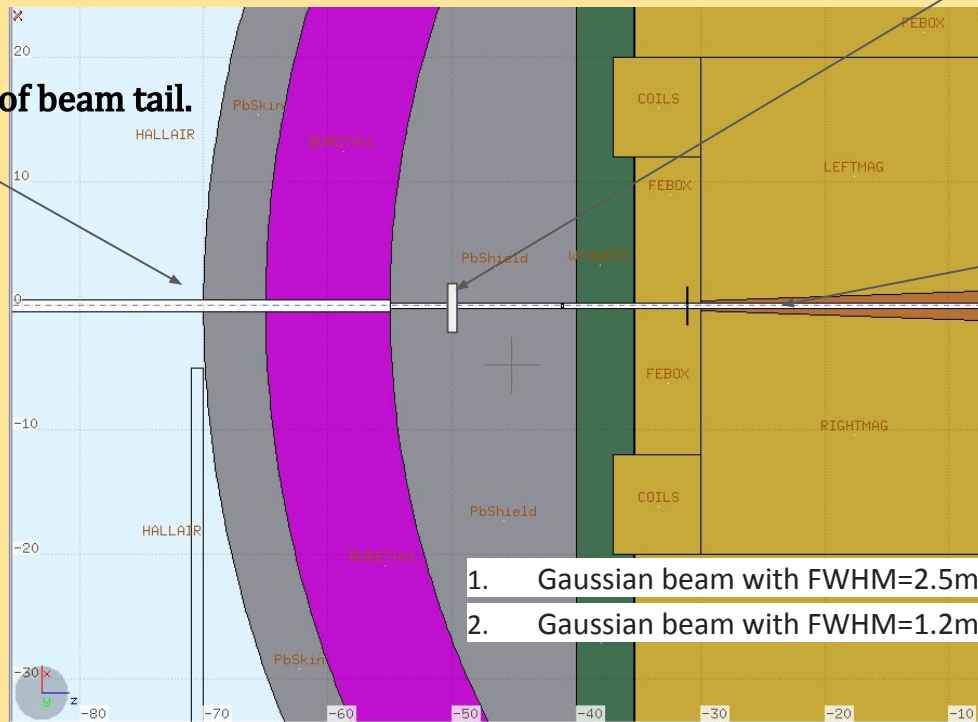 x
20
FEBOX
of beam tail.
COILS
PbSkin
HALLAIR
LEFTMAG
10
FEBOX
PbShield
0
FEBOX
-10
RIGHTMAG
COILS
PbShield
HALLAIR
-20
1. Gaussian beam with FWHM=2.5m
2. Gaussian beam with FWHM=1.2m
PbSkin
-30
x
y z
-80 -70 -60 -50 -40 -30 -20 -10